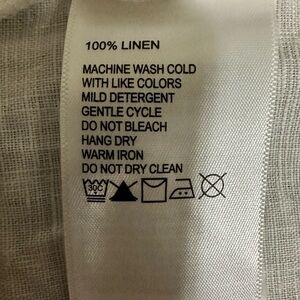 100% LINEN
MACHINE WASH COLD
WITH LIKE COLORS
MILD DETERGENT
GENTLE CYCLE
DO NOT BLEACH
HANG DRY
WARM IRON
DO NOT DRY CLEAN
30C